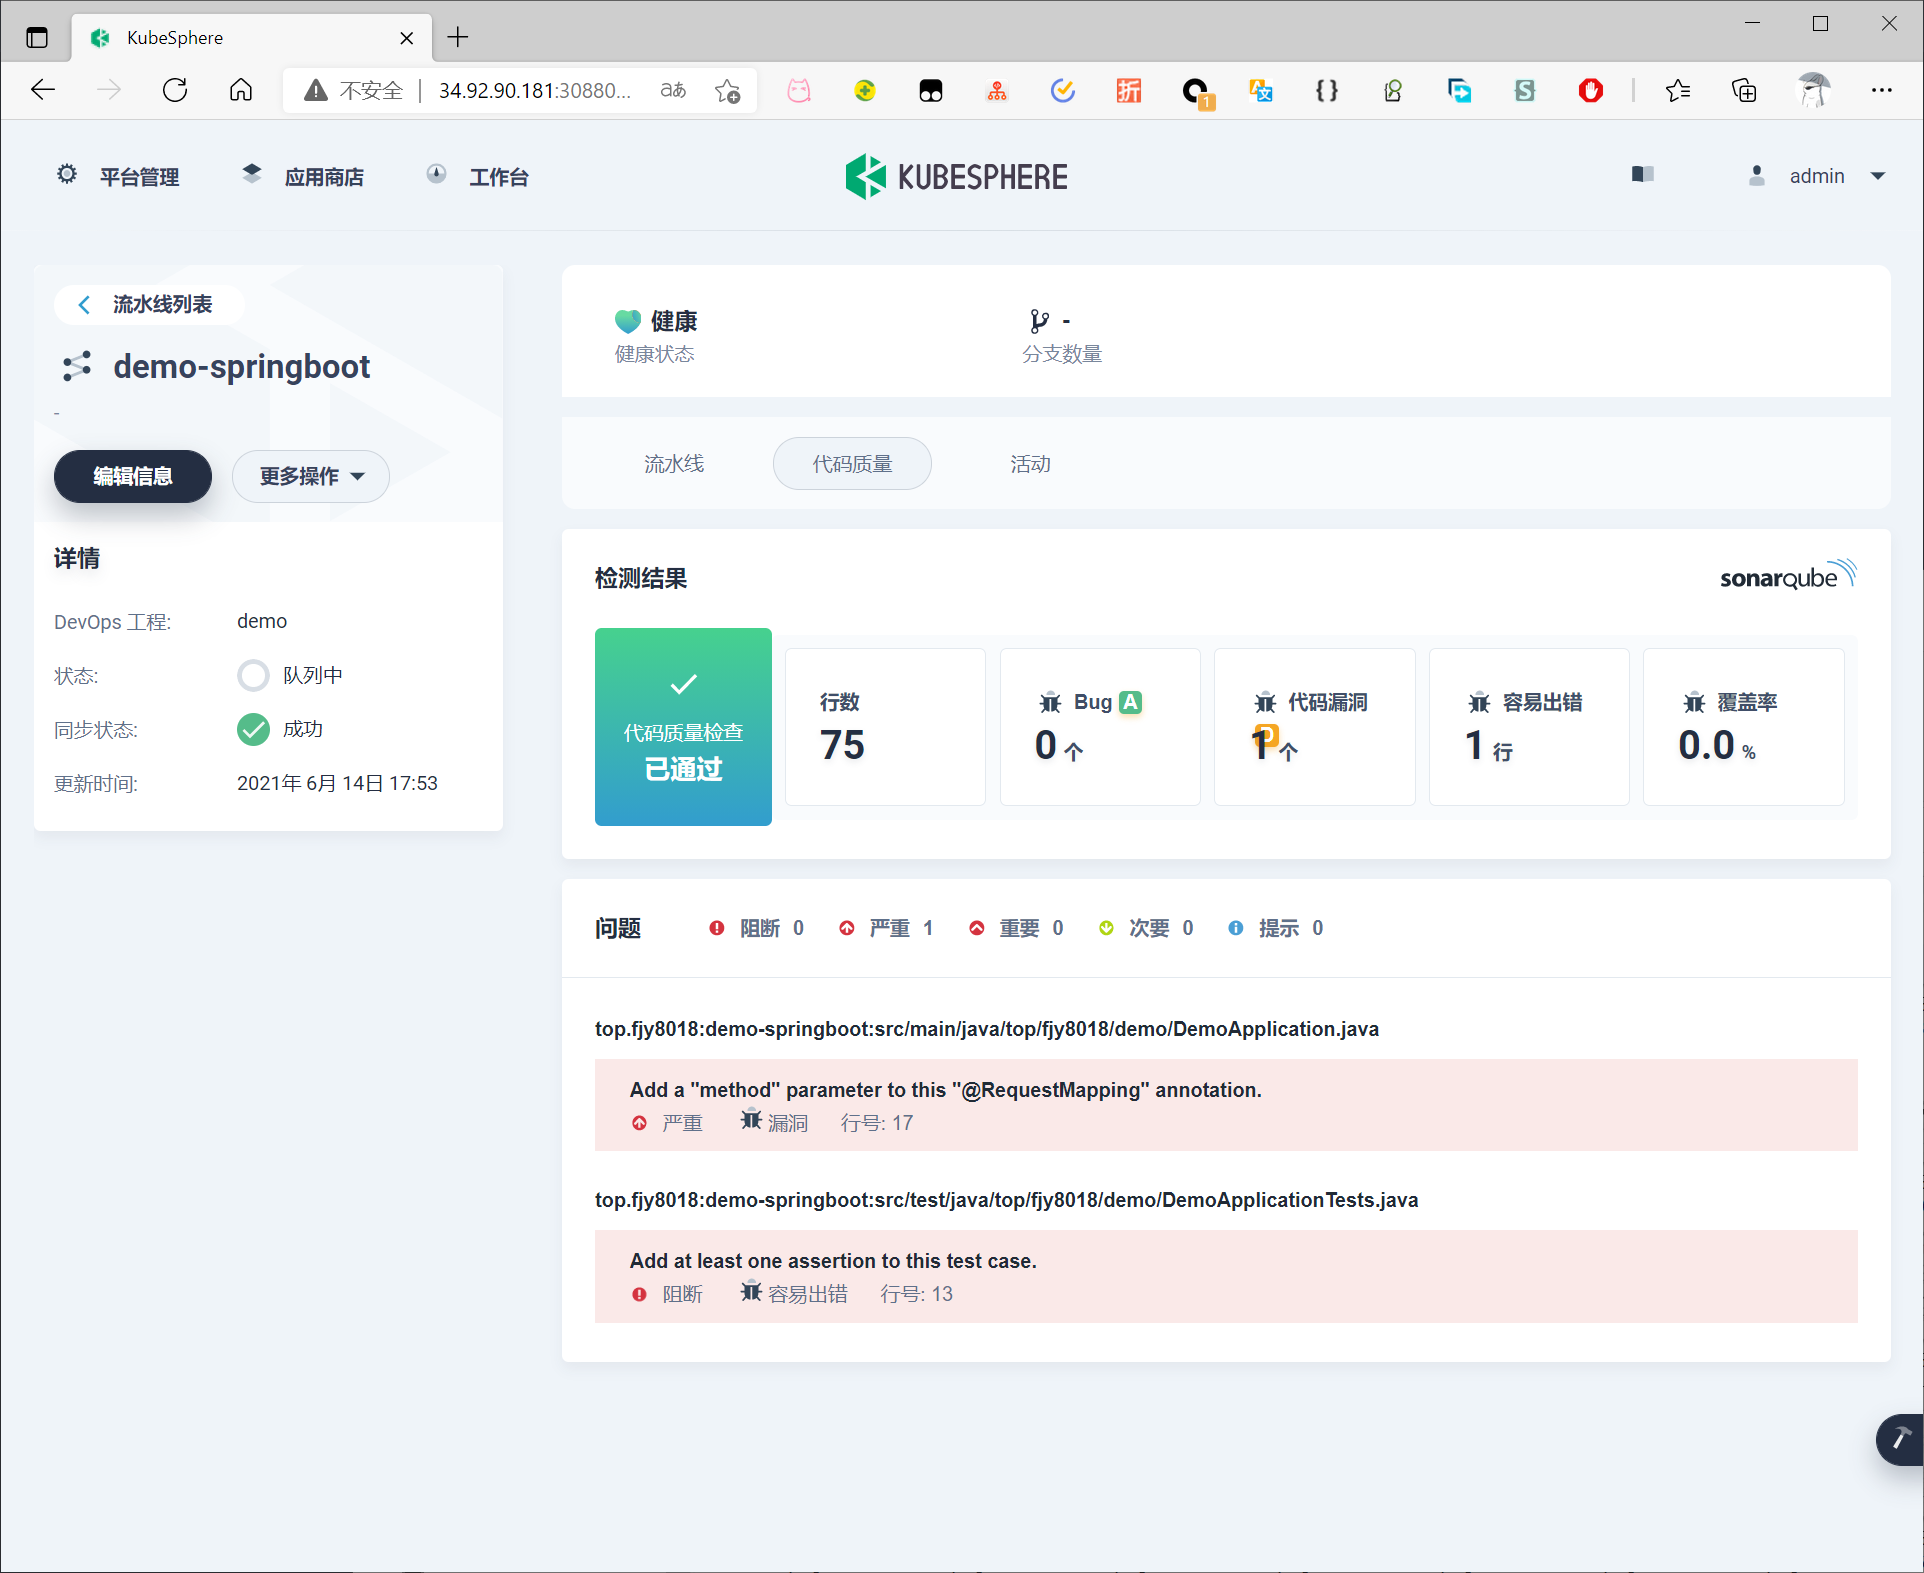 KubeSphere
不安全 34.92.90.181:30880...
平台管理 应用商店 工作台
KUBESPHERE
admin
流水线列表
demo-springboot
-
编辑信息 更多操作
详情
DevOps 工程: demo
状态: 队列中
同步状态: 成功
更新时间: 2021年 6月 14日 17:53
健康
健康状态
-
分支数量
流水线 代码质量 活动
检测结果
sonarqube
代码质量检查
已通过
行数
75
Bug A
0 个
代码漏洞 D
1 个
容易出错
1 行
覆盖率
0.0 %
问题 阻断 0 严重 1 重要 0 次要 0 提示 0
top.fjy8018:demo-springboot:src/main/java/top/fjy8018/demo/DemoApplication.java
Add a "method" parameter to this "@RequestMapping" annotation.
严重 漏洞 行号: 17
top.fjy8018:demo-springboot:src/test/java/top/fjy8018/demo/DemoApplicationTests.java
Add at least one assertion to this test case.
阻断 容易出错 行号: 13